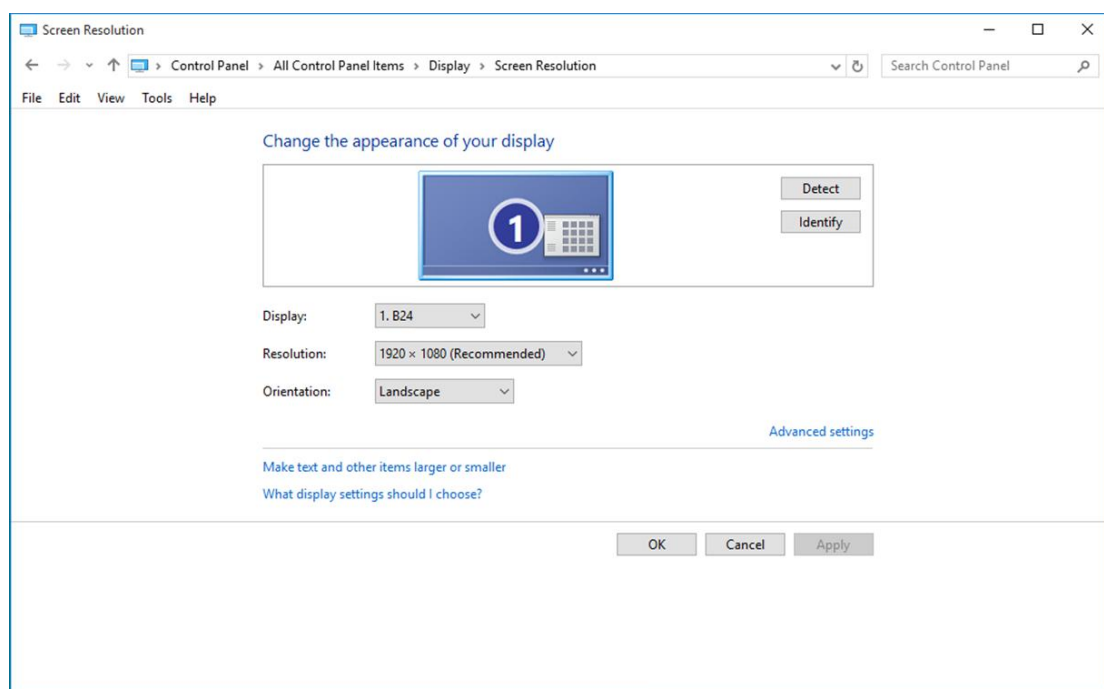 Screen Resolution
Control Panel > All Control Panel Items > Display > Screen Resolution
Search Control Panel
File Edit View Tools Help
Change the appearance of your display
1
Detect
Identify
Display: 1. B24
Resolution: 1920 × 1080 (Recommended)
Orientation: Landscape
Advanced settings
Make text and other items larger or smaller
What display settings should I choose?
OK Cancel Apply